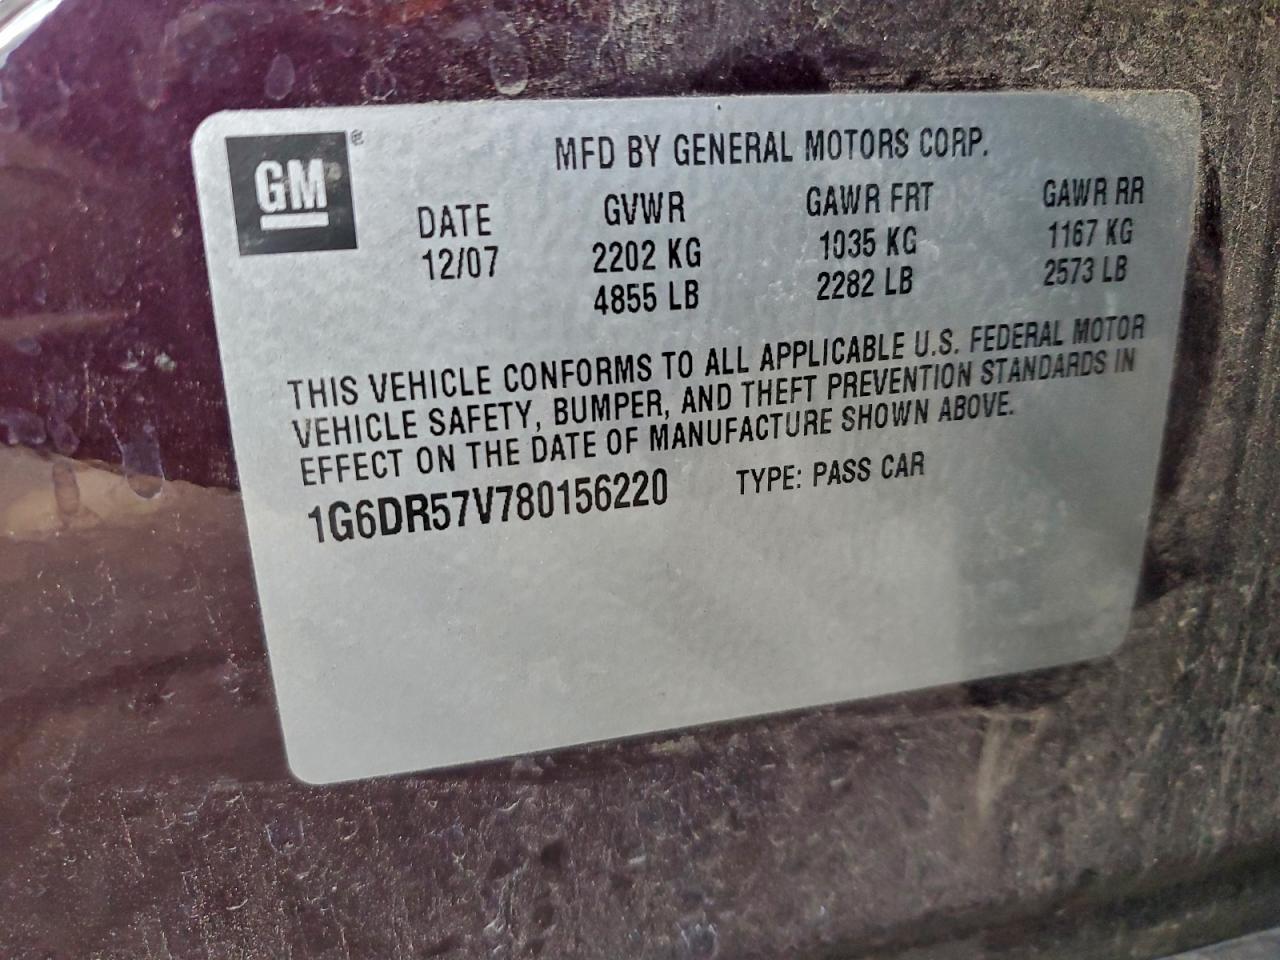 GM®
MFD BY GENERAL MOTORS CORP.
DATE GVWR GAWR FRT GAWR RR
12/07 2202 KG 1035 KG 1167 KG
4855 LB 2282 LB 2573 LB
THIS VEHICLE CONFORMS TO ALL APPLICABLE U.S. FEDERAL MOTOR
VEHICLE SAFETY, BUMPER, AND THEFT PREVENTION STANDARDS IN
EFFECT ON THE DATE OF MANUFACTURE SHOWN ABOVE.
1G6DR57V780156220 TYPE: PASS CAR